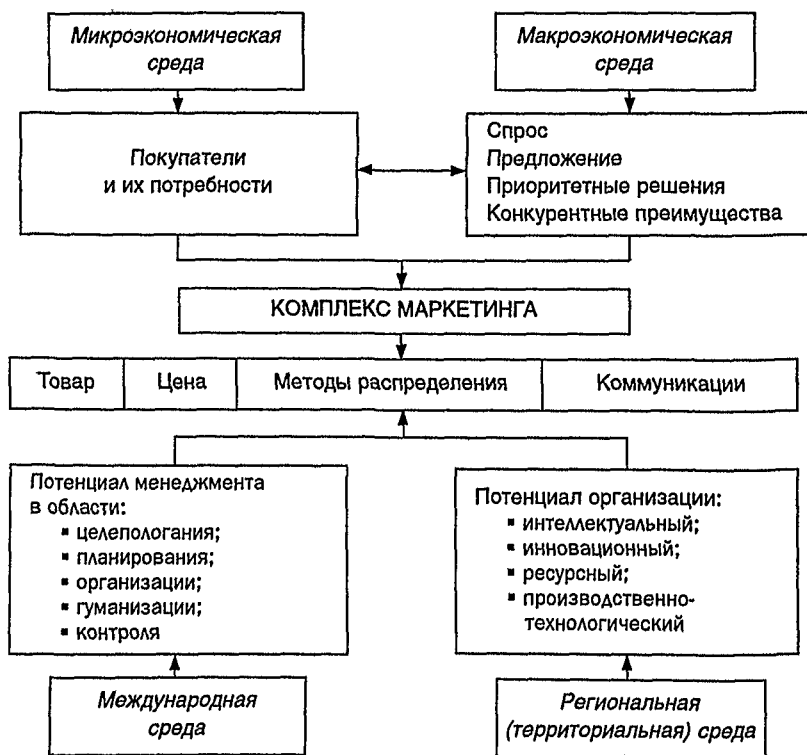 Микроэкономическая
среда
Макроэкономическая
среда
Покупатели
и их потребности
Спрос
Предложение
Приоритетные решения
Конкурентные преимущества
КОМПЛЕКС МАРКЕТИНГА
Товар
Цена
Методы распределения
Коммуникации
Потенциал менеджмента
в области:
▪ целепологания;
▪ планирования;
▪ организации;
▪ гуманизации;
▪ контроля
Потенциал организации:
▪ интеллектуальный;
▪ инновационный;
▪ ресурсный;
▪ производственно-
технологический
Международная
среда
Региональная
(территориальная) среда